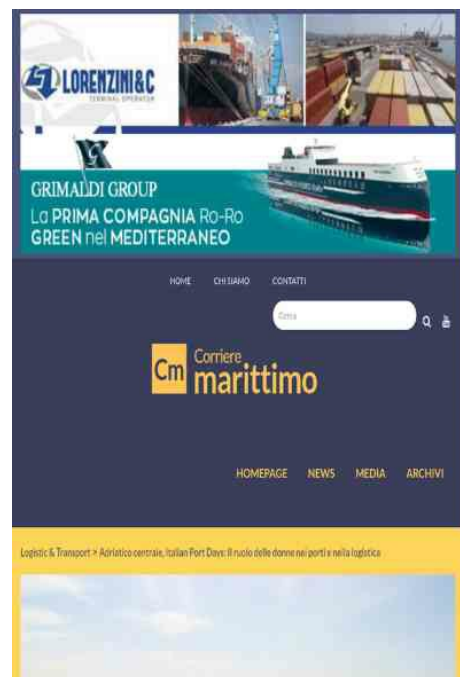 LORENZINI&C
TERMINAL OPERATOR
GRIMALDI GROUP
La PRIMA COMPAGNIA Ro-Ro
GREEN nel MEDITERRANEO
HOME CHI SIAMO CONTATTI
Cerca
Cm Corriere
marittimo
HOMEPAGE NEWS MEDIA ARCHIVI
Logistic & Transport > Adriatico centrale, Italian Port Days: Il ruolo delle donne nei porti e nella logistica